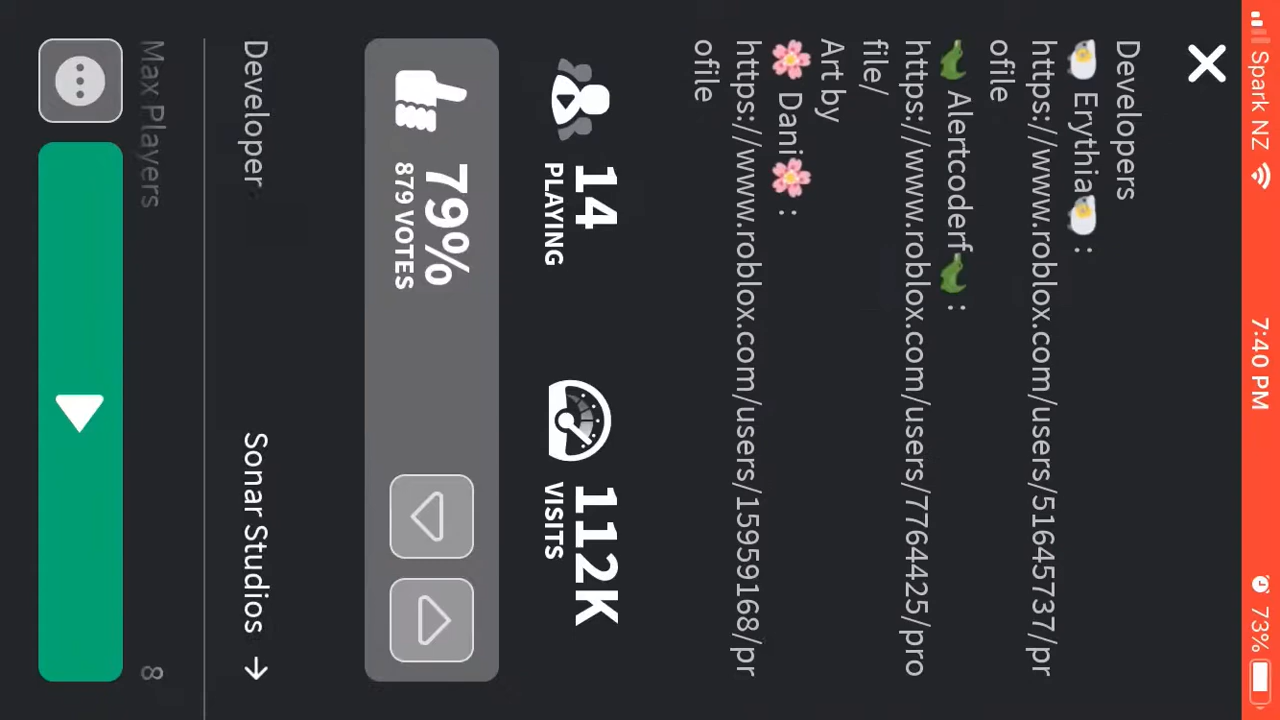 Spark NZ 7:40 PM 73%
Developers
🐑 Erythia🐑 :
https://www.roblox.com/users/51645737/pr
ofile
🐊 Alertcoderf🐊 :
https://www.roblox.com/users/7764425/pro
file/
Art by
🌸 Dani🌸 :
https://www.roblox.com/users/15959168/pr
ofile
14 112K
PLAYING VISITS
79%
879 VOTES
Developer Sonar Studios →
Max Players 8